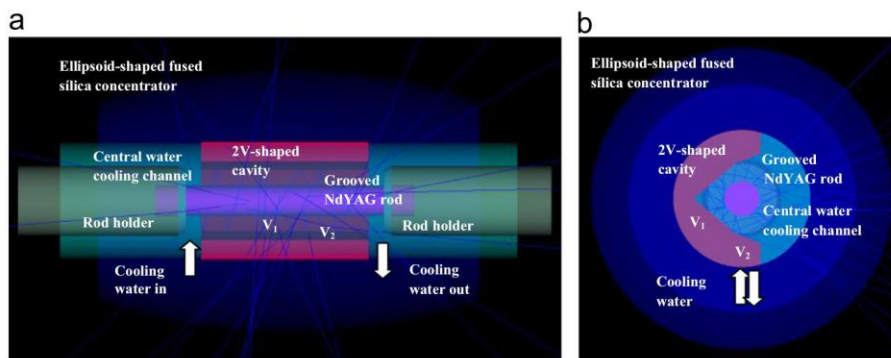 a
Ellipsoid-shaped fused
sílica concentrator
Central water
cooling channel
2V-shaped
cavity
Grooved
NdYAG rod
Rod holder
V1
V2
Rod holder
Cooling
water in
Cooling
water out
b
Ellipsoid-shaped fused
sílica concentrator
2V-shaped
cavity
Grooved
NdYAG rod
Central water
cooling channel
V1
V2
Cooling
water